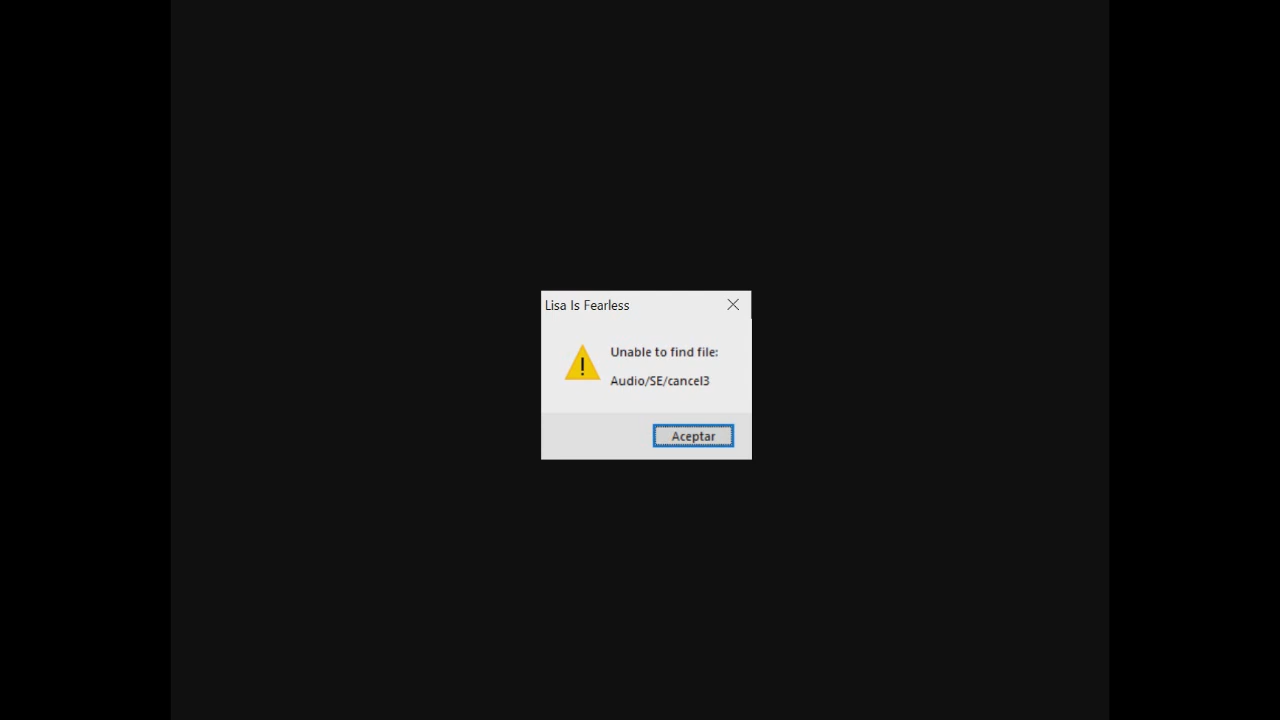 Lisa Is Fearless
Unable to find file:
Audio/SE/cancel3
Aceptar